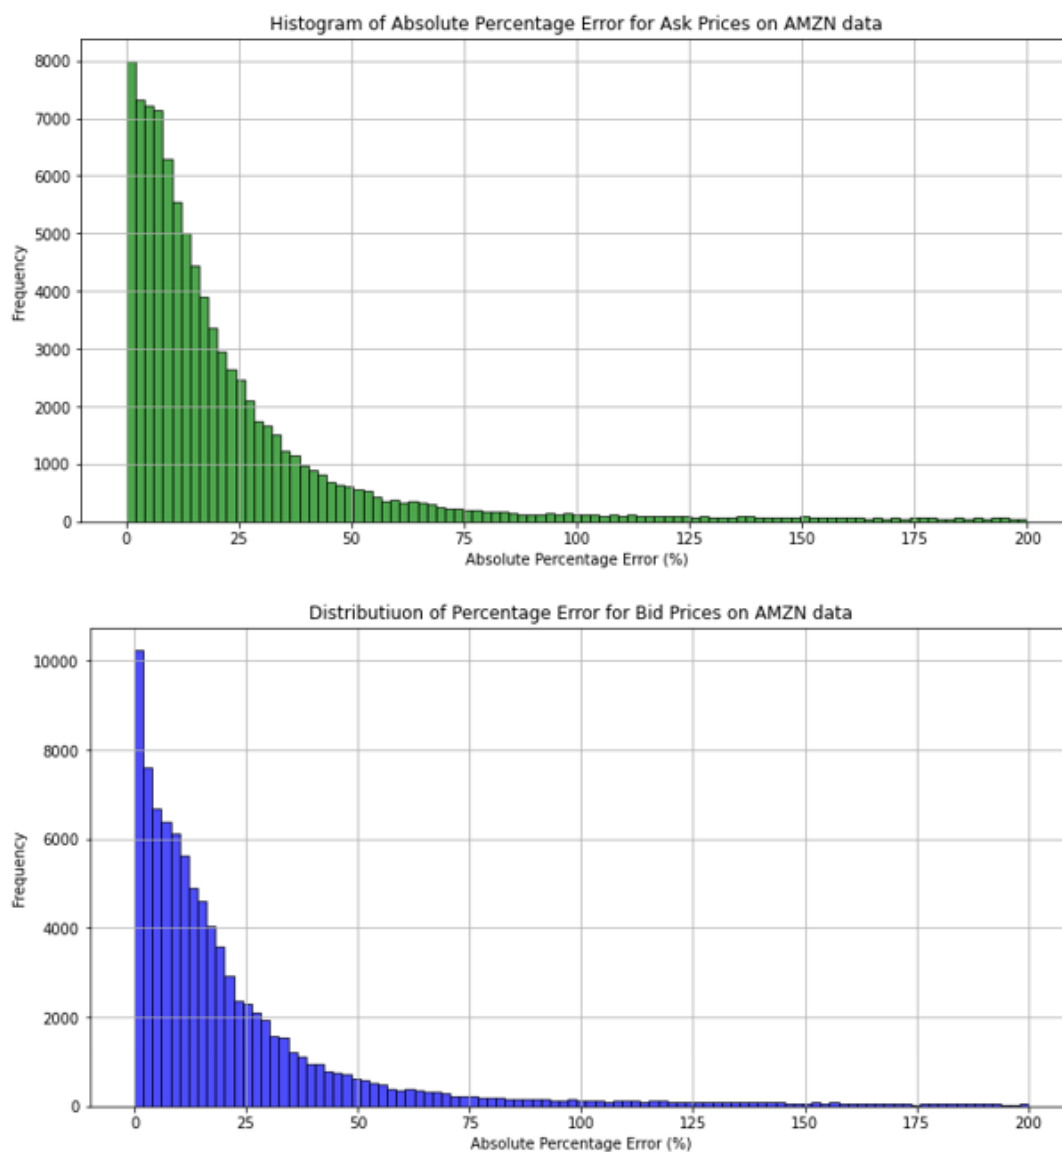 Histogram of Absolute Percentage Error for Ask Prices on AMZN data
8000
7000
6000
5000
4000
3000
2000
1000
0
Frequency
0 25 50 75 100 125 150 175 200
Absolute Percentage Error (%)
Distributiuon of Percentage Error for Bid Prices on AMZN data
10000
8000
6000
4000
2000
0
Frequency
0 25 50 75 100 125 150 175 200
Absolute Percentage Error (%)